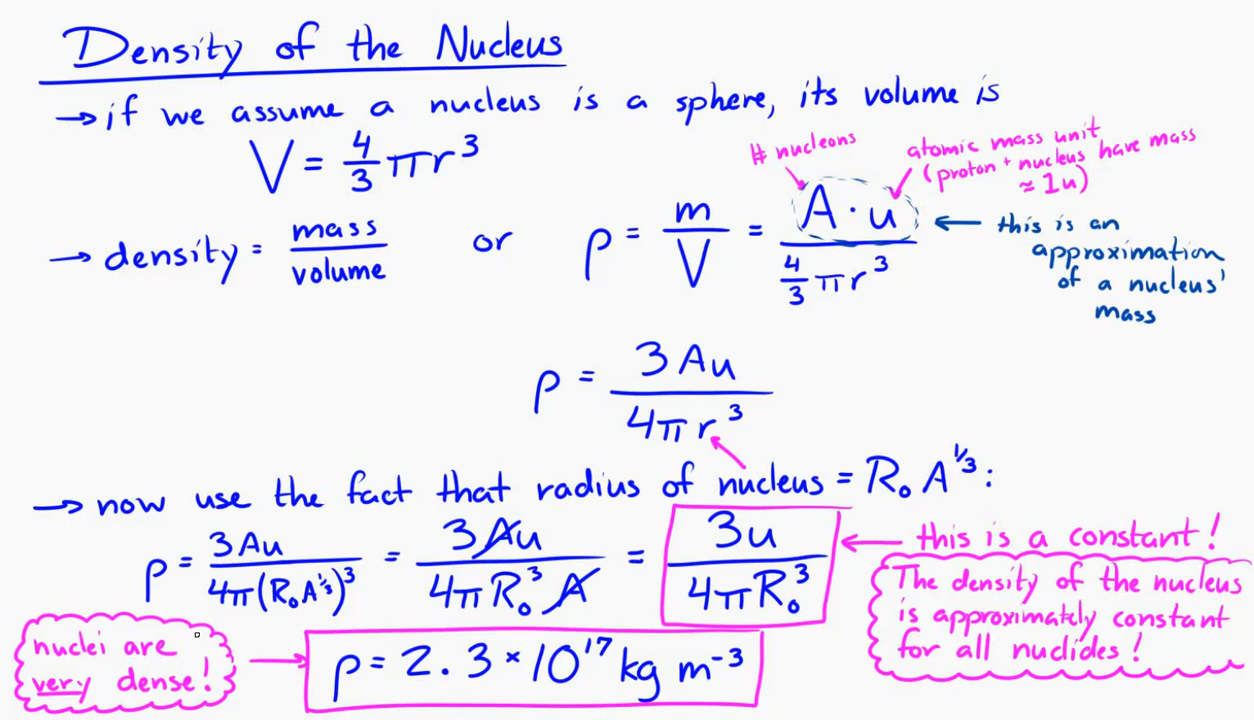 Density of the Nucleus
→ if we assume a nucleus is a sphere, its volume is
V = 4/3 πr³
# nucleons
atomic mass unit
(proton + nucleus have mass
≈ 1u)
→ density = mass/volume or ρ = m/V = A·u / (4/3 πr³)
← this is an
approximation
of a nucleus'
mass
ρ = 3Au / 4πr³
→ now use the fact that radius of nucleus = R₀A^(1/3):
ρ = 3Au / 4π(R₀A^(1/3))³ = 3Au / 4πR₀³A = 3u / 4πR₀³
← this is a constant!
The density of the nucleus
is approximately constant
for all nuclides!
nuclei are
very dense!
→ ρ = 2.3 × 10¹⁷ kg m⁻³